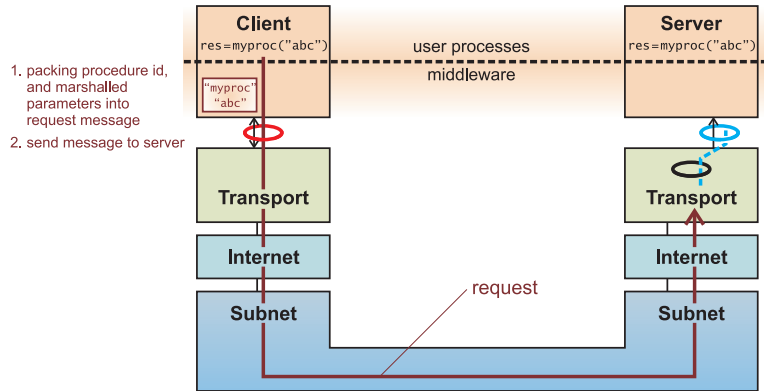 Client
res=myproc("abc")
Server
res=myproc("abc")
user processes
middleware
1. packing procedure id,
and marshalled
parameters into
request message
2. send message to server
"myproc"
"abc"
Transport
Transport
Internet
Internet
request
Subnet
Subnet